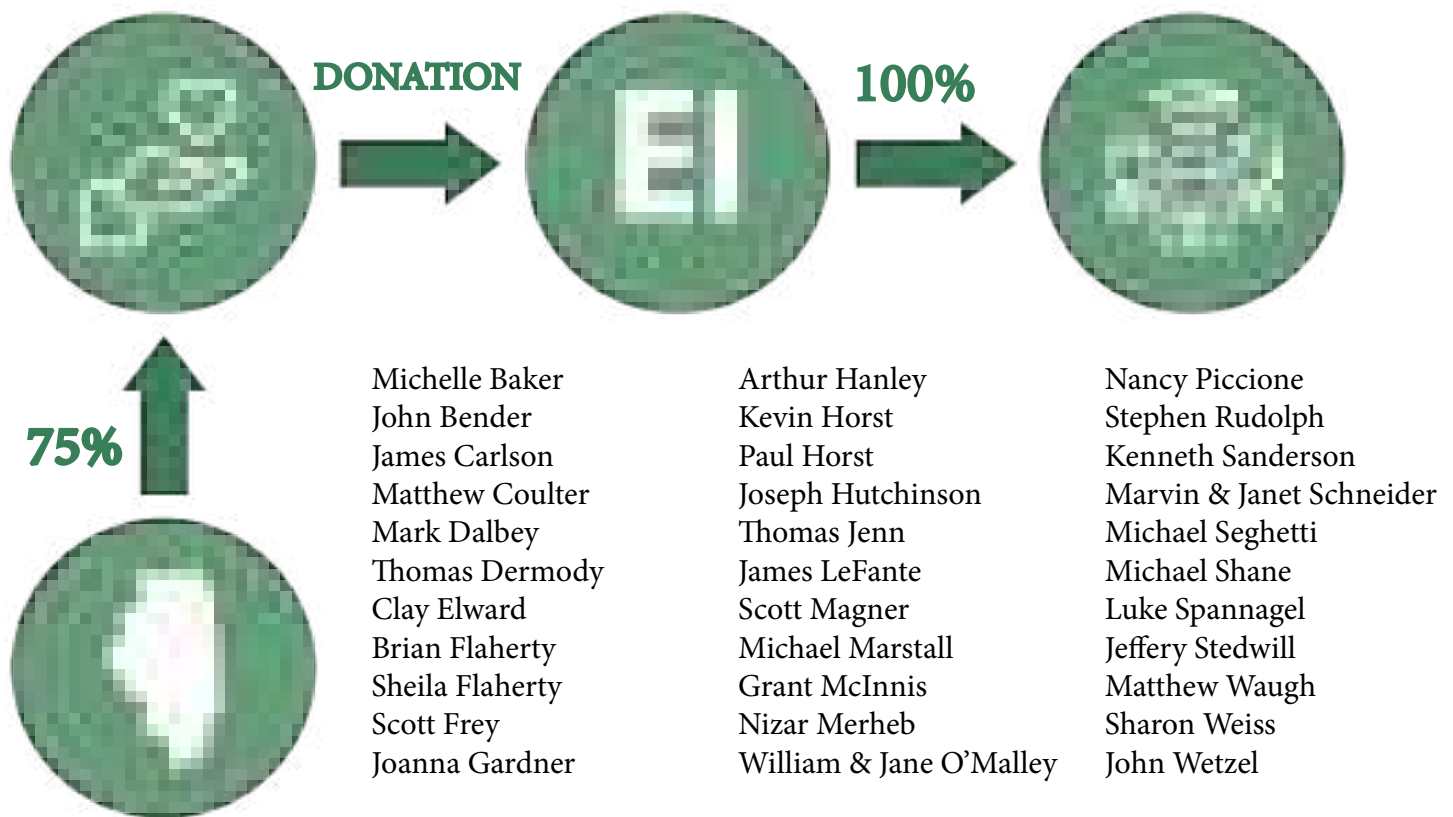 DONATION
100%
EI
75%
Michelle Baker
John Bender
James Carlson
Matthew Coulter
Mark Dalbey
Thomas Dermody
Clay Elward
Brian Flaherty
Sheila Flaherty
Scott Frey
Joanna Gardner
Arthur Hanley
Kevin Horst
Paul Horst
Joseph Hutchinson
Thomas Jenn
James LeFante
Scott Magner
Michael Marstall
Grant McInnis
Nizar Merheb
William & Jane O’Malley
Nancy Piccione
Stephen Rudolph
Kenneth Sanderson
Marvin & Janet Schneider
Michael Seghetti
Michael Shane
Luke Spannagel
Jeffery Stedwill
Matthew Waugh
Sharon Weiss
John Wetzel